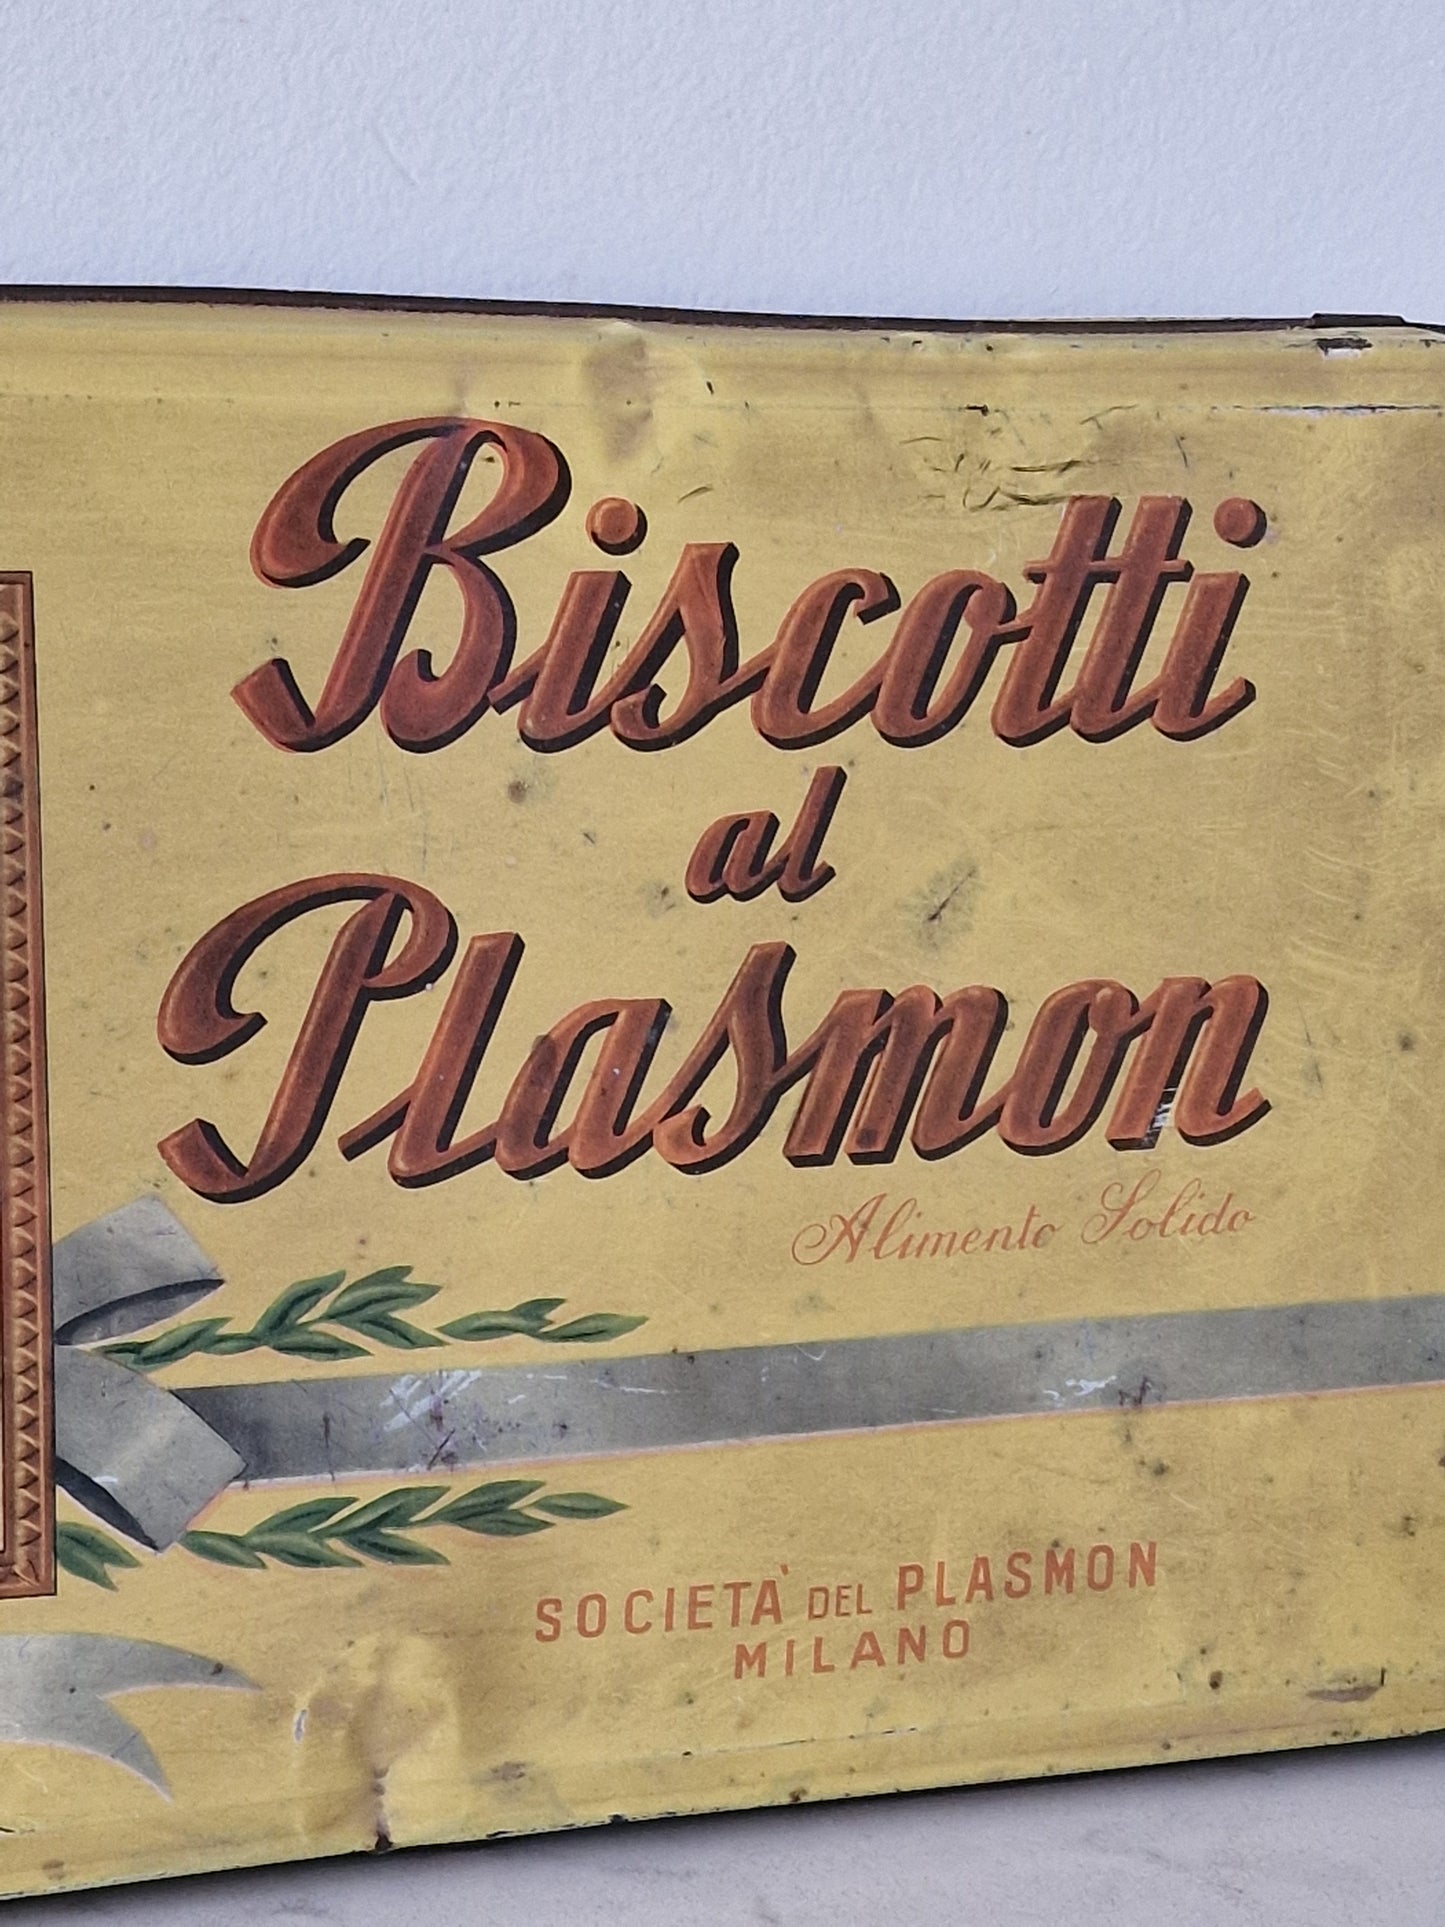 Biscotti
al
Plasmon
Alimento Solido
SOCIETA' DEL PLASMON
MILANO